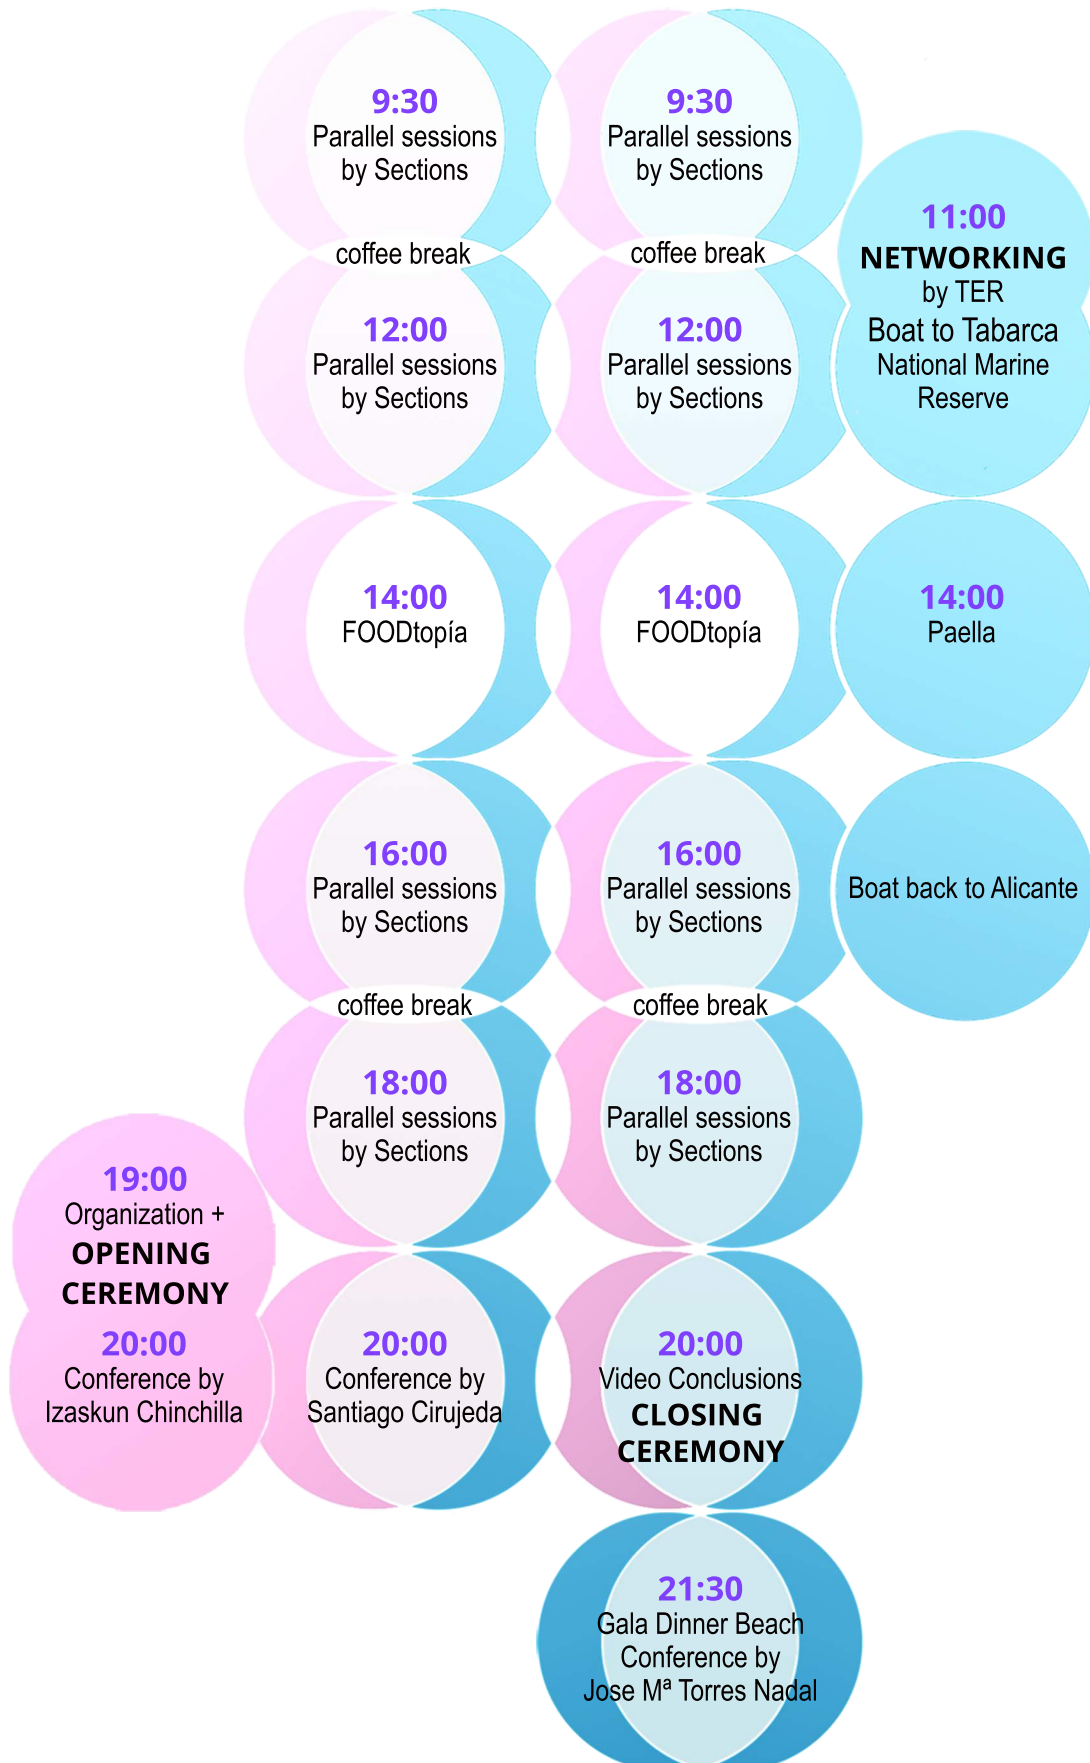 19:00
Organization +
OPENING
CEREMONY
20:00
Conference by
Izaskun Chinchilla
9:30
Parallel sessions
by Sections
coffee break
12:00
Parallel sessions
by Sections
14:00
FOODtopía
16:00
Parallel sessions
by Sections
coffee break
18:00
Parallel sessions
by Sections
20:00
Conference by
Santiago Cirujeda
9:30
Parallel sessions
by Sections
coffee break
12:00
Parallel sessions
by Sections
14:00
FOODtopía
16:00
Parallel sessions
by Sections
coffee break
18:00
Parallel sessions
by Sections
20:00
Video Conclusions
CLOSING
CEREMONY
21:30
Gala Dinner Beach
Conference by
Jose Mª Torres Nadal
11:00
NETWORKING
by TER
Boat to Tabarca
National Marine
Reserve
14:00
Paella
Boat back to Alicante